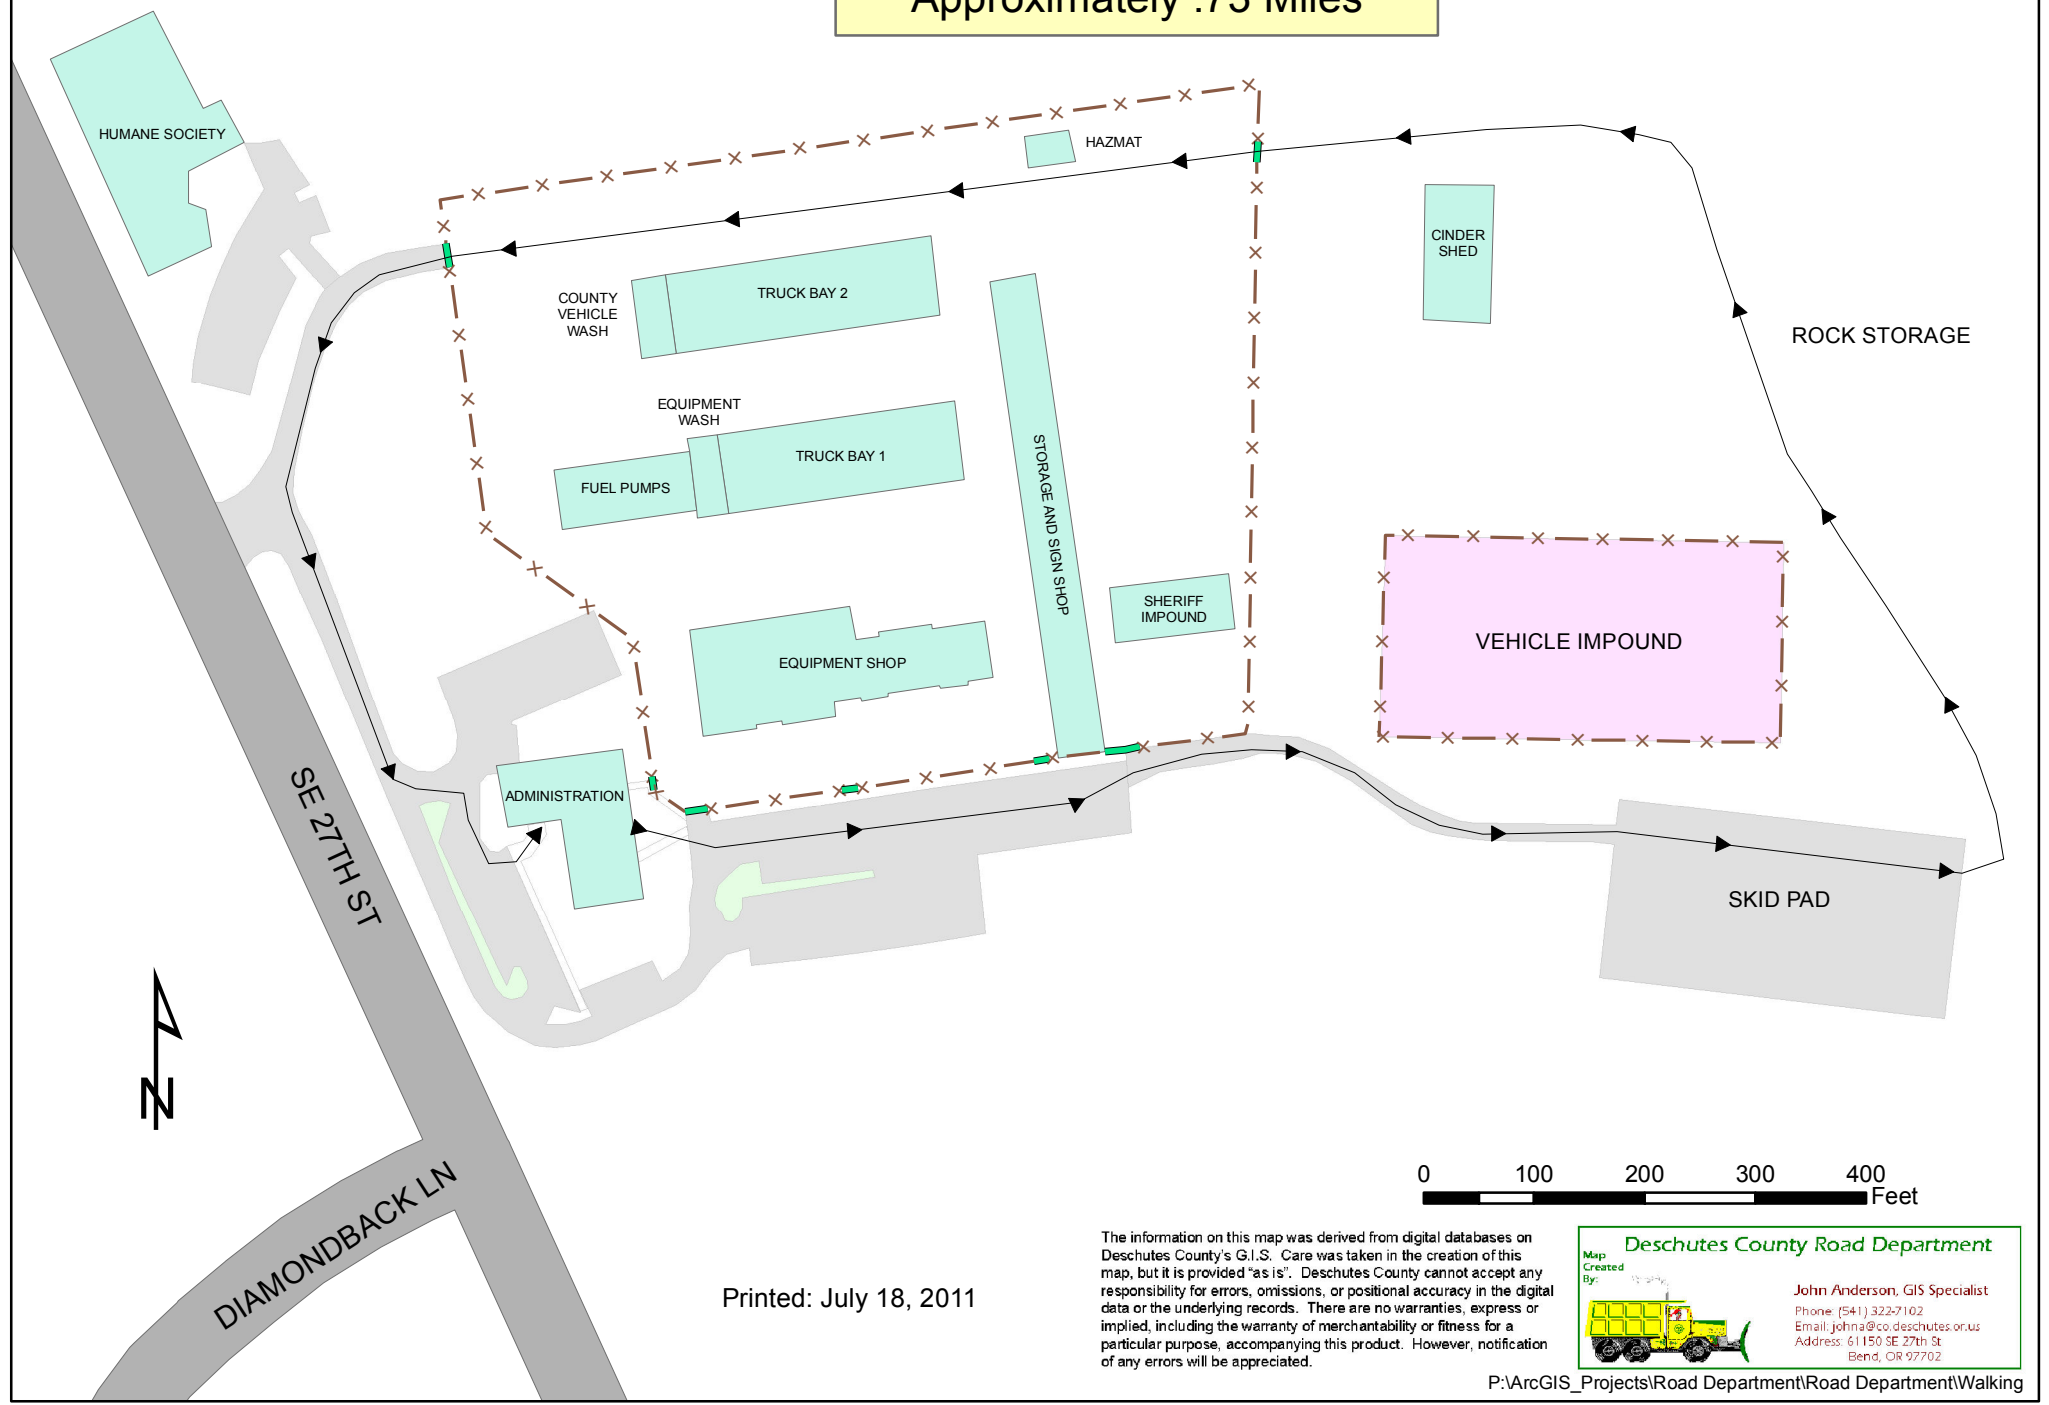 Approximately .75 Miles
HUMANE SOCIETY
HAZMAT
CINDER
SHED
COUNTY
VEHICLE
WASH
TRUCK BAY 2
ROCK STORAGE
EQUIPMENT
WASH
TRUCK BAY 1
FUEL PUMPS
STORAGE AND SIGN SHOP
SHERIFF
IMPOUND
VEHICLE IMPOUND
EQUIPMENT SHOP
ADMINISTRATION
SE 27TH ST
SKID PAD
N
DIAMONDBACK LN
0 100 200 300 400
Feet
Printed: July 18, 2011
The information on this map was derived from digital databases on
Deschutes County's G.I.S. Care was taken in the creation of this
map, but it is provided "as is". Deschutes County cannot accept any
responsibility for errors, omissions, or positional accuracy in the digital
data or the underlying records. There are no warranties, express or
implied, including the warranty of merchantability or fitness for a
particular purpose, accompanying this product. However, notification
of any errors will be appreciated.
Deschutes County Road Department
Map
Created
By:
John Anderson, GIS Specialist
Phone: (541) 322-7102
Email: johna@co.deschutes.or.us
Address: 61150 SE 27th St
Bend, OR 97702
P:\ArcGIS_Projects\Road Department\Road Department\Walking